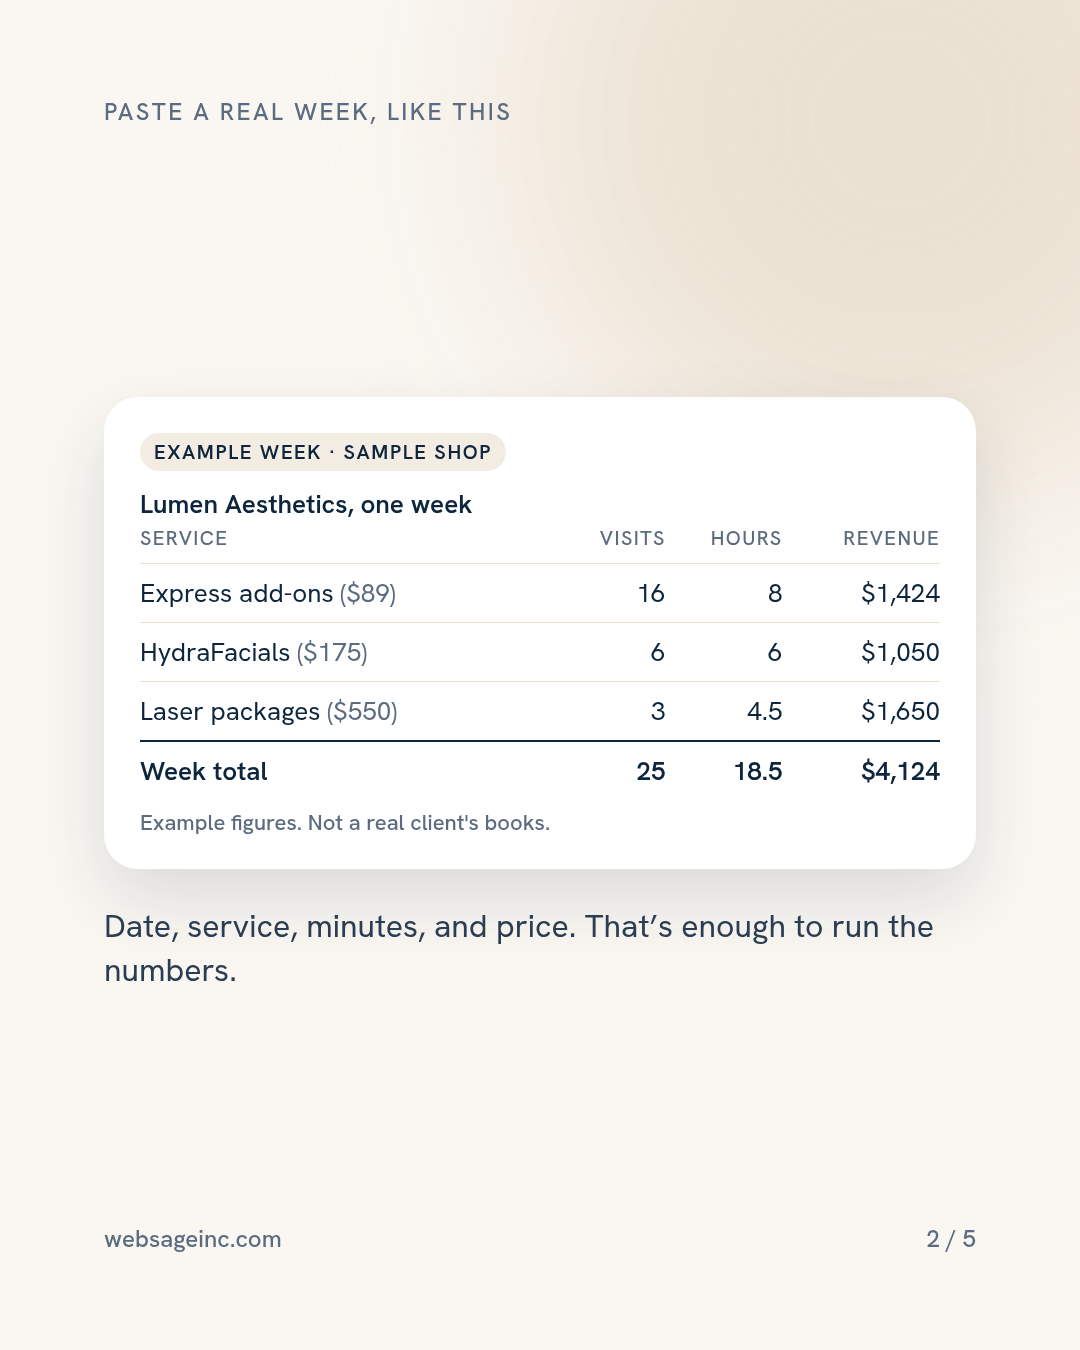 PASTE A REAL WEEK, LIKE THIS
EXAMPLE WEEK · SAMPLE SHOP
Lumen Aesthetics, one week
SERVICE VISITS HOURS REVENUE
Express add-ons ($89) 16 8 $1,424
HydraFacials ($175) 6 6 $1,050
Laser packages ($550) 3 4.5 $1,650
Week total 25 18.5 $4,124
Example figures. Not a real client's books.
Date, service, minutes, and price. That’s enough to run the
numbers.
websageinc.com 2 / 5